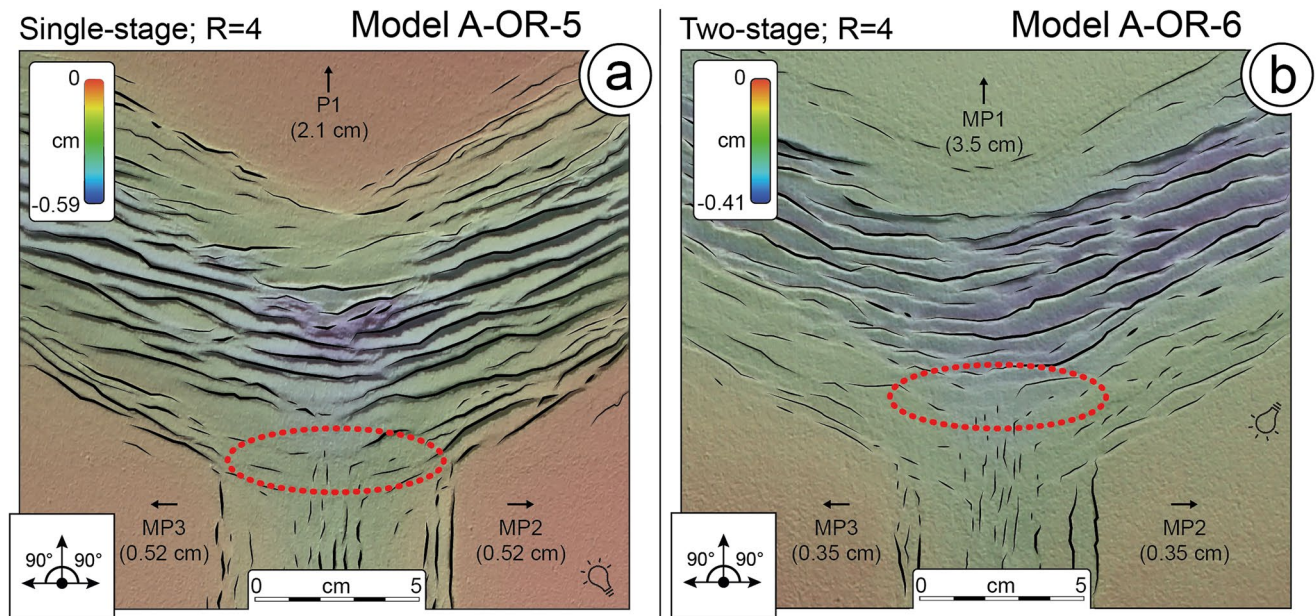 Single-stage; R=4
Model A-OR-5
a
0
cm
-0.59
P1
(2.1 cm)
MP3
(0.52 cm)
MP2
(0.52 cm)
90° 90°
0 cm 5
Two-stage; R=4
Model A-OR-6
b
0
cm
-0.41
MP1
(3.5 cm)
MP3
(0.35 cm)
MP2
(0.35 cm)
90° 90°
0 cm 5